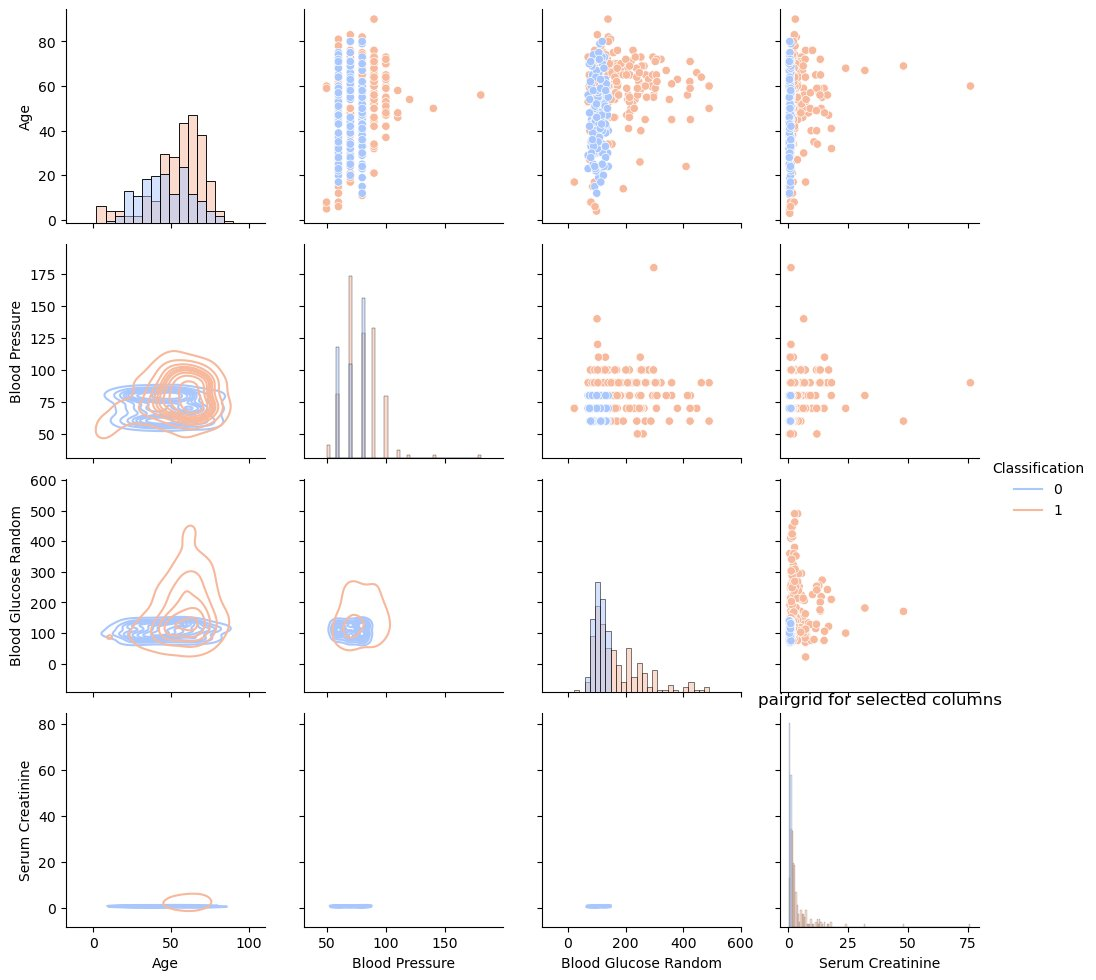 80
60
40
20
0
Age
175
150
125
100
75
50
Blood Pressure
Classification
0
1
600
500
400
300
200
100
0
Blood Glucose Random
pairgrid for selected columns
80
60
40
20
0
Serum Creatinine
0 50 100
50 100 150
0 200 400 600
0 25 50 75
Age
Blood Pressure
Blood Glucose Random
Serum Creatinine